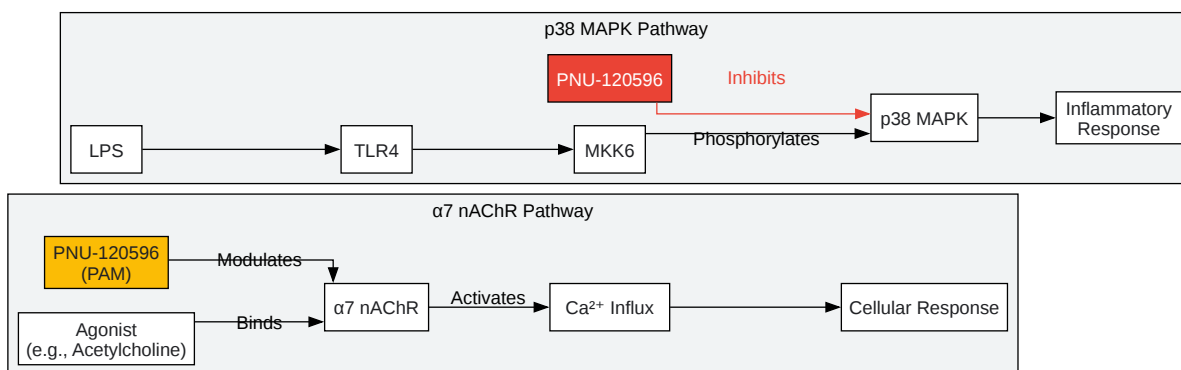 p38 MAPK Pathway
PNU-120596
Inhibits
LPS
TLR4
MKK6
Phosphorylates
p38 MAPK
Inflammatory
Response
α7 nAChR Pathway
PNU-120596
(PAM)
Modulates
Agonist
(e.g., Acetylcholine)
Binds
α7 nAChR
Activates
Ca²⁺ Influx
Cellular Response